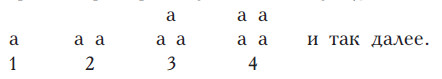 а а а
а а а а а а а и так далее.
1 2 3 4